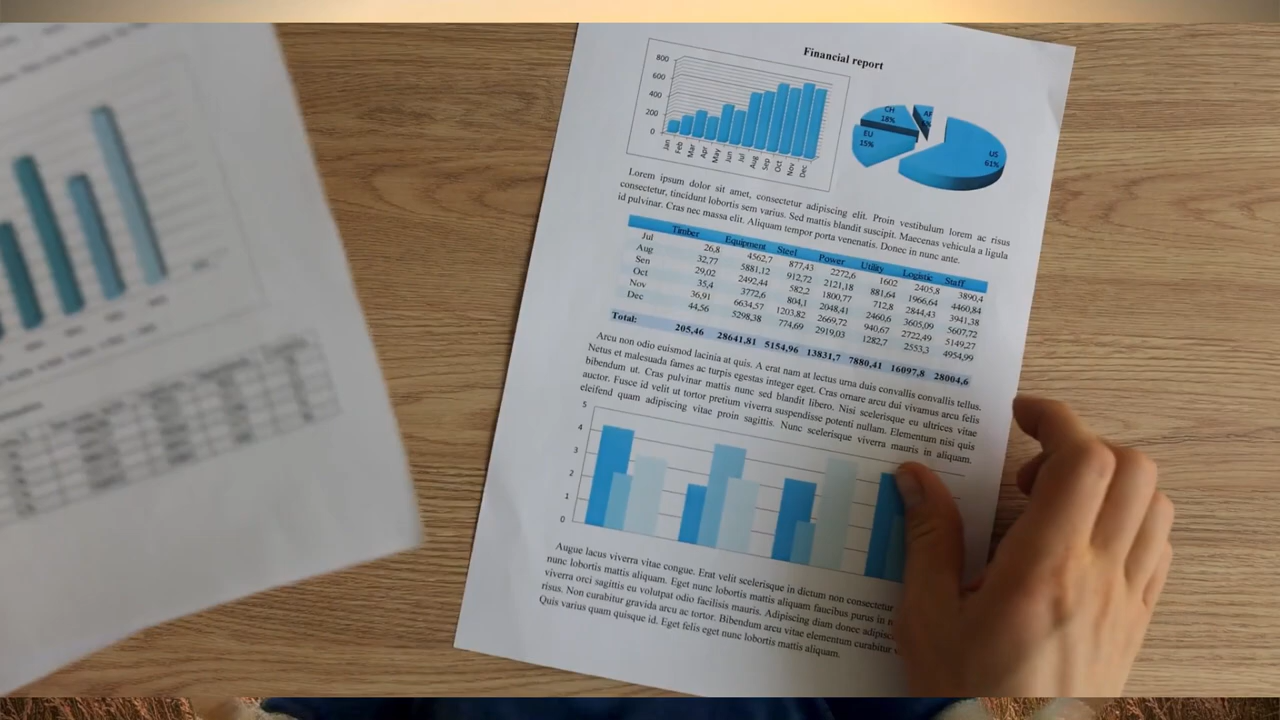 Financial report
800
600
400
200
0
Jan Feb Mar Apr May Jun Jul Aug Sep Oct Nov Dec
CH
18%
EU
15%
US
61%
Lorem ipsum dolor sit amet, consectetur adipiscing elit. Proin vestibulum lorem ac risus
consectetur, tincidunt lobortis sem varius. Sed mattis blandit suscipit. Maecenas vehicula a ligula
id pulvinar. Cras nec massa elit. Aliquam tempor porta venenatis. Donec in nunc ante.
Timber Equipment Steel Power Utility Logistic Staff
Jul 26,8 4562,7 877,43 2272,6 1602 2405,8 3890,4
Aug 32,77 5881,12 912,72 2121,18 881,64 1966,64 4460,84
Sen 29,02 2492,44 582,2 1800,77 712,8 2844,43 3941,38
Oct 35,4 3772,6 804,1 2048,41 2460,6 3605,09 5607,72
Nov 36,91 6634,57 1203,82 2669,72 940,67 2722,49 5149,27
Dec 44,56 5298,38 774,69 2919,03 1282,7 2553,3 4954,99
Total: 205,46 28641,81 5154,96 13831,7 7880,41 16097,8 28004,6
Arcu non odio euismod lacinia at quis. A erat nam at lectus urna duis convallis convallis tellus.
Netus et malesuada fames ac turpis egestas integer eget. Cras ornare arcu dui vivamus arcu felis
bibendum ut. Cras pulvinar mattis nunc sed blandit libero. Nisi scelerisque eu ultrices vitae
auctor. Fusce id velit ut tortor pretium viverra suspendisse potenti nullam. Elementum nisi quis
eleifend quam adipiscing vitae proin sagittis. Nunc scelerisque viverra mauris in aliquam.
5
4
3
2
1
0
Augue lacus viverra vitae congue. Erat velit scelerisque in dictum non consectetur
nunc lobortis mattis aliquam. Eget nunc lobortis mattis aliquam faucibus purus in
viverra orci sagittis eu volutpat odio facilisis mauris. Adipiscing diam donec
risus. Non curabitur gravida arcu ac tortor. Bibendum arcu vitae elementum curabitur
Quis varius quam quisque id. Eget felis eget nunc lobortis mattis aliquam.